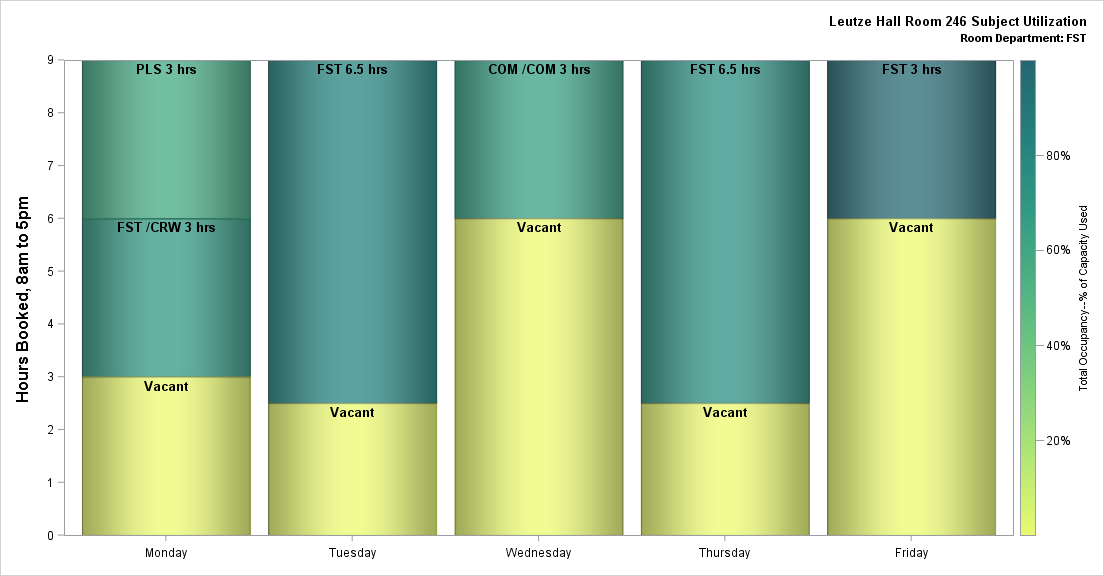 Leutze Hall Room 246 Subject Utilization
Room Department: FST
Hours Booked, 8am to 5pm
9
8
7
6
5
4
3
2
1
0
PLS 3 hrs
FST /CRW 3 hrs
Vacant
FST 6.5 hrs
Vacant
COM /COM 3 hrs
Vacant
FST 6.5 hrs
Vacant
FST 3 hrs
Vacant
Monday
Tuesday
Wednesday
Thursday
Friday
80%
60%
40%
20%
Total Occupancy--% of Capacity Used